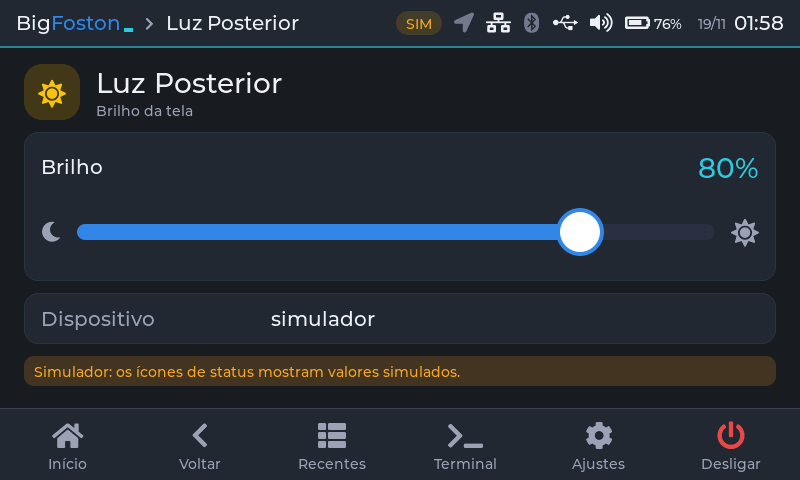 BigFoston > Luz Posterior SIM 76% 19/11 01:58
Luz Posterior
Brilho da tela
Brilho 80%
Dispositivo simulador
Simulador: os ícones de status mostram valores simulados.
Início Voltar Recentes Terminal Ajustes Desligar